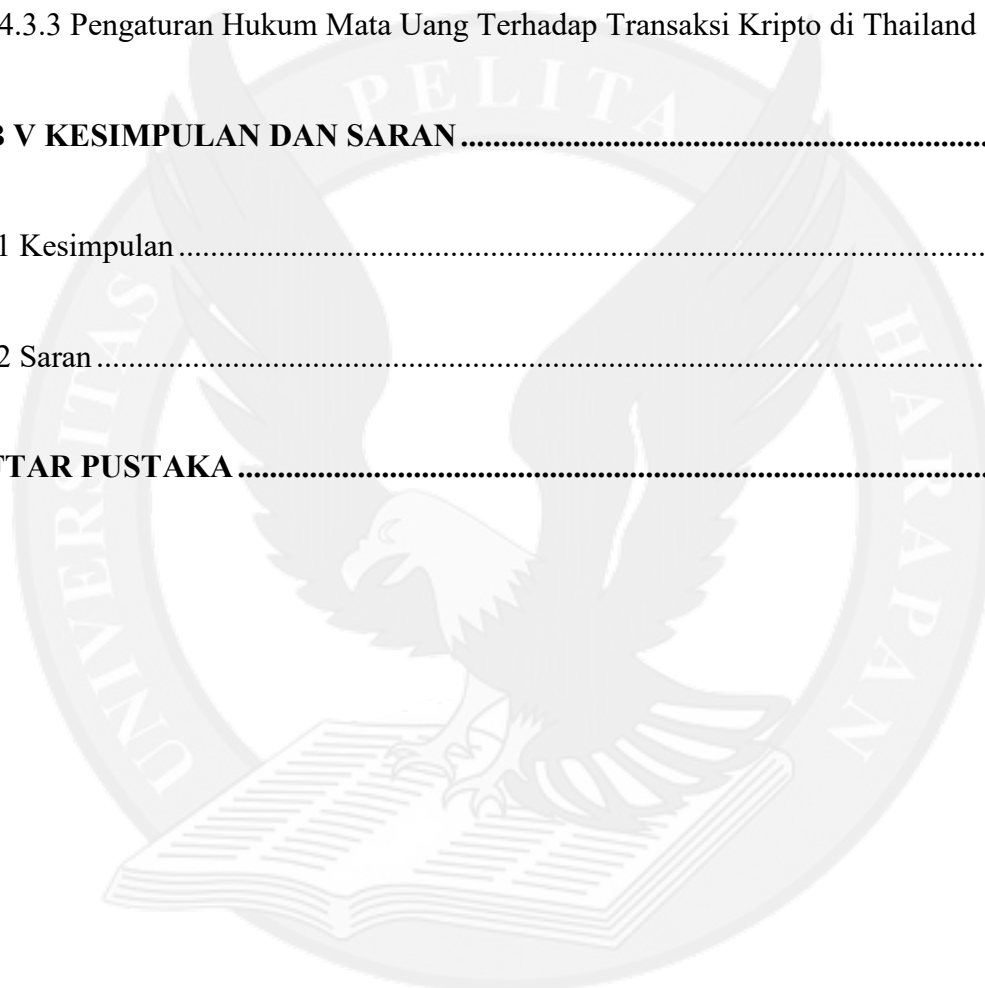 4.3.3 Pengaturan Hukum Mata Uang Terhadap Transaksi Kripto di Thailand
V KESIMPULAN DAN SARAN.....................................................................
1 Kesimpulan.....................................................................................................
2 Saran...............................................................................................................
TAR PUSTAKA.............................................................................................
UNIVERSITAS PELITA HARAPAN